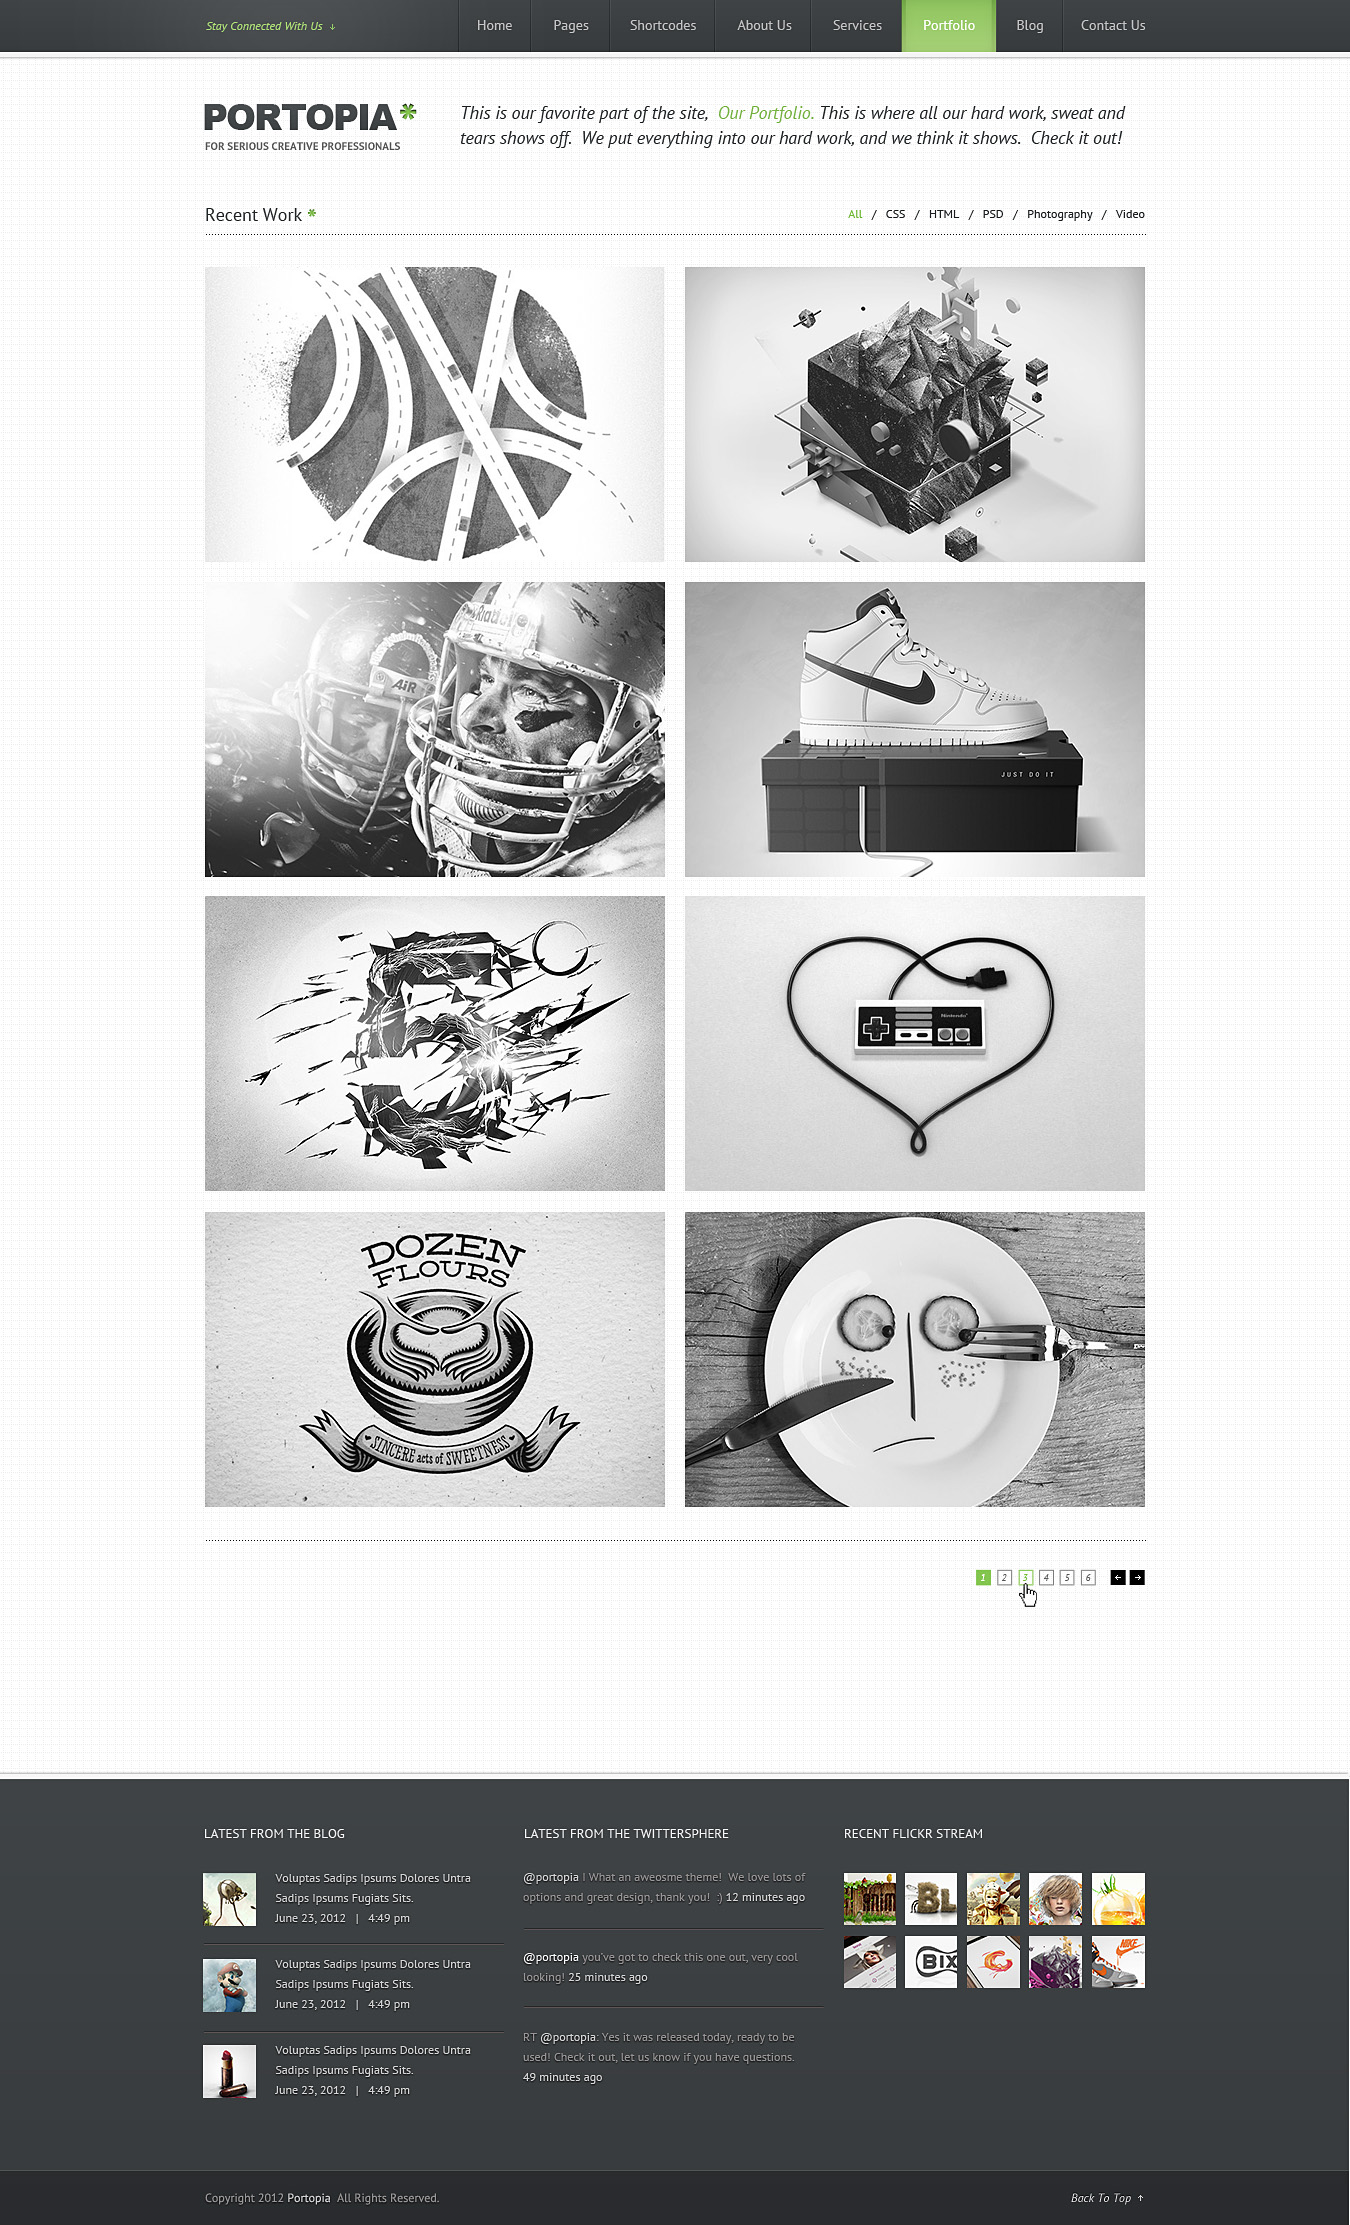 Stay Connected With Us ↓
Home
Pages
Shortcodes
About Us
Services
Portfolio
Blog
Contact Us
PORTOPIA*
FOR SERIOUS CREATIVE PROFESSIONALS
This is our favorite part of the site, Our Portfolio. This is where all our hard work, sweat and
tears shows off. We put everything into our hard work, and we think it shows. Check it out!
Recent Work *
All / CSS / HTML / PSD / Photography / Video
Riddell
AiR
JUST DO IT
Nintendo
DOZEN
FLOURS
SINCERE acts of SWEETNESS
1 2 3 4 5 6 ← →
LATEST FROM THE BLOG
Voluptas Sadips Ipsums Dolores Untra
Sadips Ipsums Fugiats Sits.
June 23, 2012 | 4:49 pm
Voluptas Sadips Ipsums Dolores Untra
Sadips Ipsums Fugiats Sits.
June 23, 2012 | 4:49 pm
Voluptas Sadips Ipsums Dolores Untra
Sadips Ipsums Fugiats Sits.
June 23, 2012 | 4:49 pm
LATEST FROM THE TWITTERSPHERE
@portopia I What an aweosme theme! We love lots of
options and great design, thank you! :) 12 minutes ago
@portopia you've got to check this one out, very cool
looking! 25 minutes ago
RT @portopia: Yes it was released today, ready to be
used! Check it out, let us know if you have questions.
49 minutes ago
RECENT FLICKR STREAM
BIX
NIKE
Copyright 2012 Portopia All Rights Reserved.
Back To Top ↑